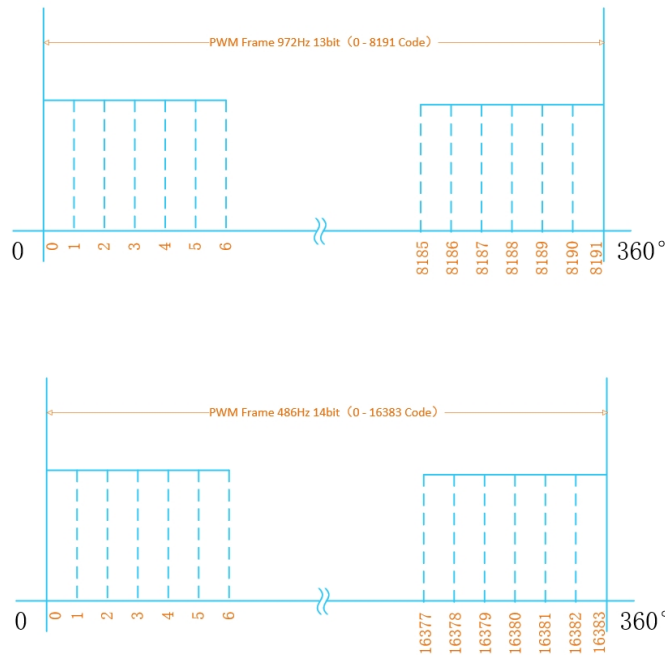 PWM Frame 972Hz 13bit（0 - 8191 Code）
0 0 1 2 3 4 5 6 8185 8186 8187 8188 8189 8190 8191 360°
PWM Frame 486Hz 14bit（0 - 16383 Code）
0 0 1 2 3 4 5 6 16377 16378 16379 16380 16381 16382 16383 360°